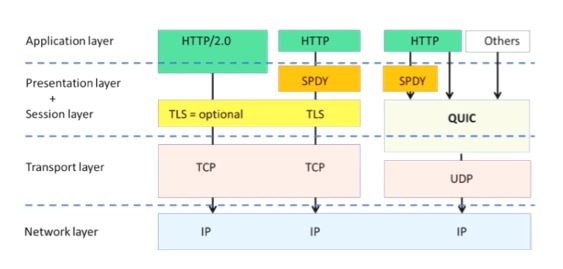 Application layer
HTTP/2.0
HTTP
HTTP
Others
Presentation layer
+
Session layer
SPDY
SPDY
TLS = optional
TLS
QUIC
Transport layer
TCP
TCP
UDP
Network layer
IP
IP
IP